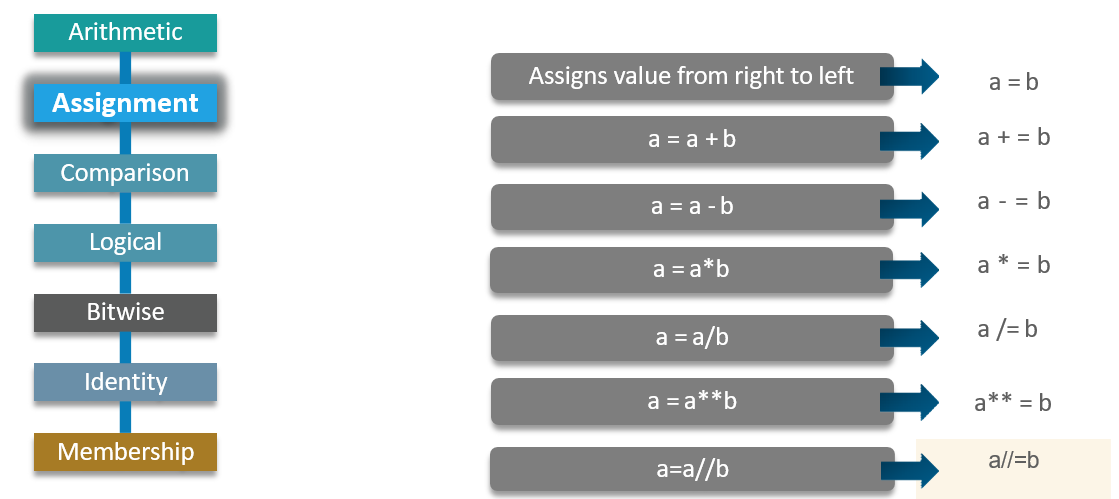 Arithmetic
Assignment
Comparison
Logical
Bitwise
Identity
Membership
Assigns value from right to left
a = b
a = a + b
a + = b
a = a - b
a - = b
a = a*b
a * = b
a = a/b
a /= b
a = a**b
a** = b
a=a//b
a//=b